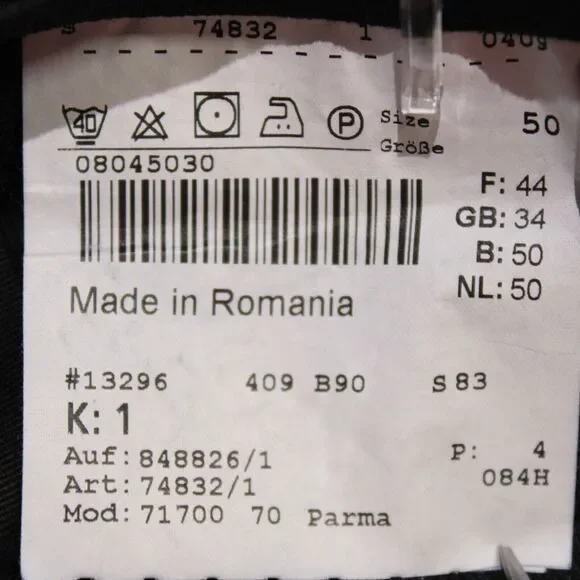 74832 1
40 P Size 50
Größe
08045030
F: 44
GB: 34
B: 50
NL: 50
Made in Romania
#13296 409 B90 S 83
K: 1
Auf: 848826/1 P: 4
Art: 74832/1 084H
Mod: 71700 70 Parma